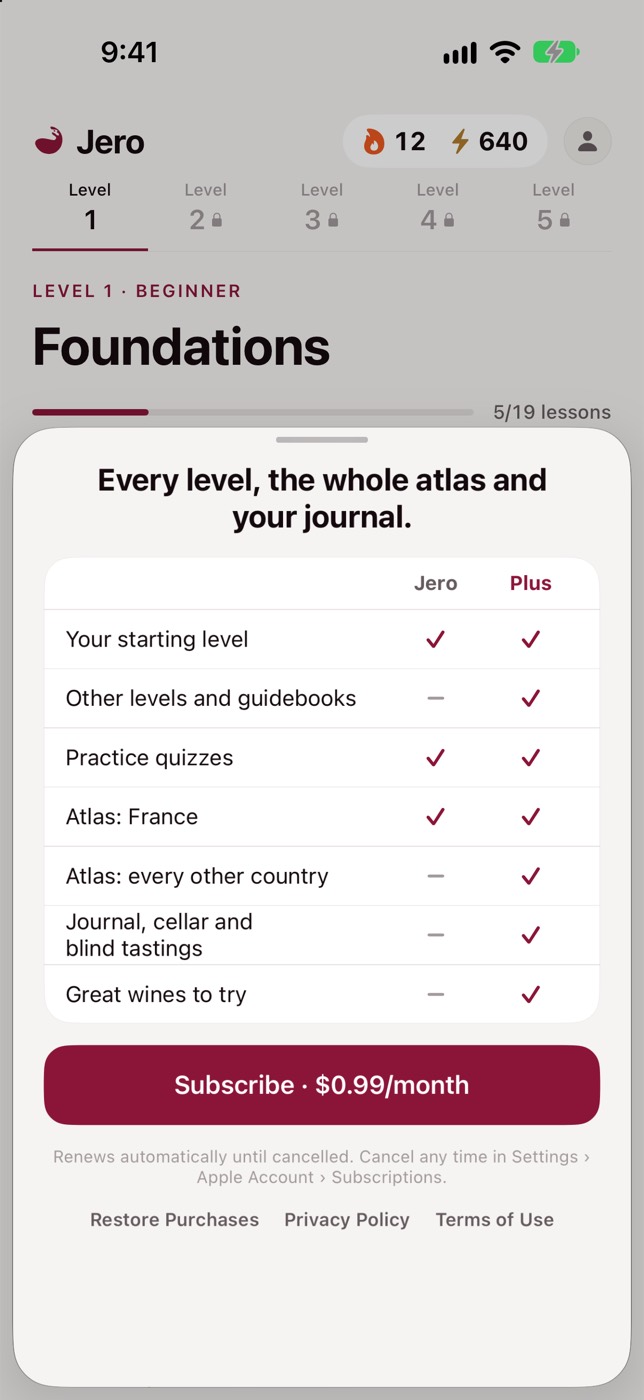 9:41
Jero
12
640
Level
1
Level
2
Level
3
Level
4
Level
5
LEVEL 1 · BEGINNER
Foundations
5/19 lessons
Every level, the whole atlas and
your journal.
Jero
Plus
Your starting level
Other levels and guidebooks
Practice quizzes
Atlas: France
Atlas: every other country
Journal, cellar and
blind tastings
Great wines to try
Subscribe · $0.99/month
Renews automatically until cancelled. Cancel any time in Settings ›
Apple Account › Subscriptions.
Restore Purchases
Privacy Policy
Terms of Use